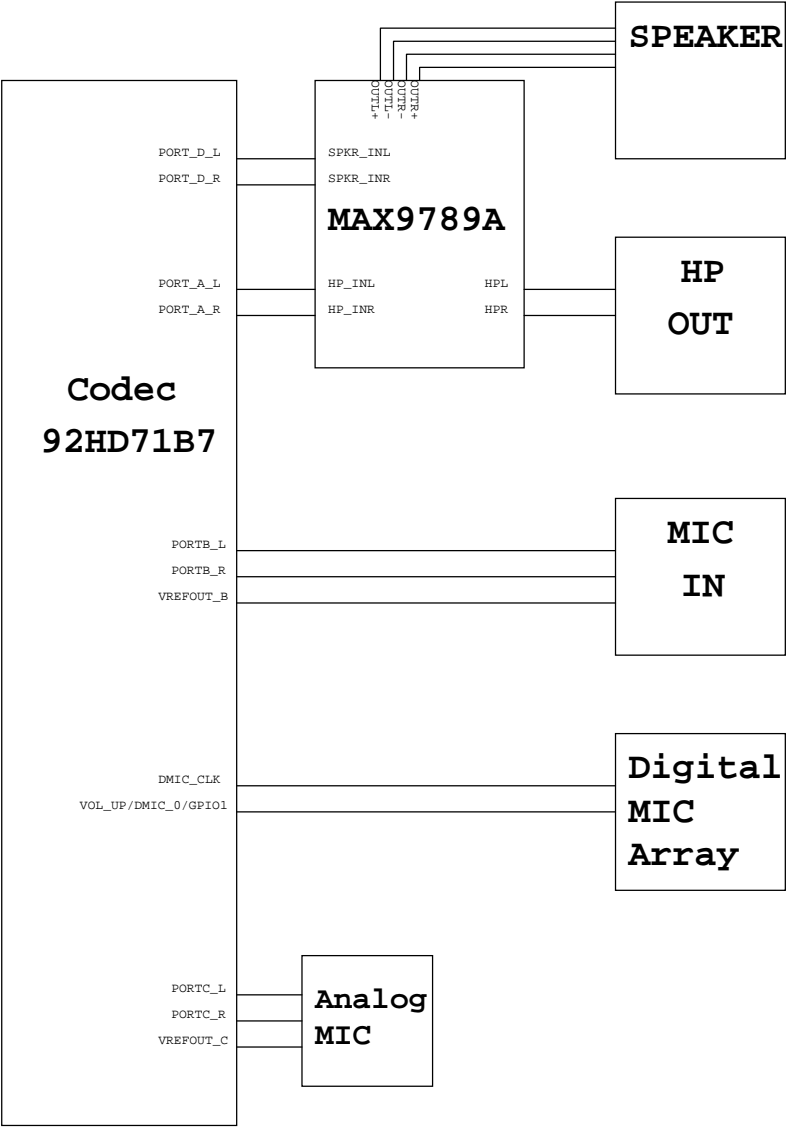 SPEAKER
OUTL+
OUTL-
OUTR-
OUTR+
PORT_D_L
SPKR_INL
PORT_D_R
SPKR_INR
MAX9789A
PORT_A_L
HP_INL
HPL
PORT_A_R
HP_INR
HPR
HP
OUT
Codec
92HD71B7
PORTB_L
PORTB_R
VREFOUT_B
MIC
IN
DMIC_CLK
VOL_UP/DMIC_0/GPIO1
Digital
MIC
Array
PORTC_L
PORTC_R
VREFOUT_C
Analog
MIC